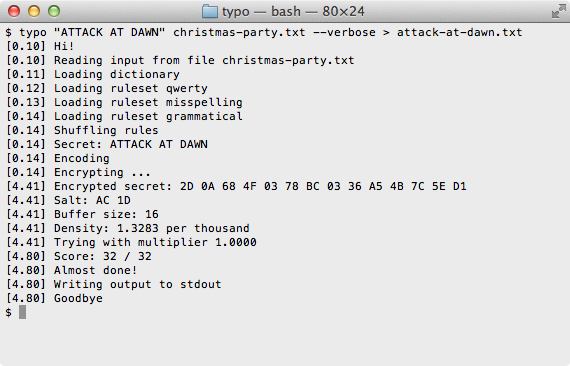 typo — bash — 80×24
$ typo "ATTACK AT DAWN" christmas-party.txt --verbose > attack-at-dawn.txt
[0.10] Hi!
[0.10] Reading input from file christmas-party.txt
[0.11] Loading dictionary
[0.12] Loading ruleset qwerty
[0.13] Loading ruleset misspelling
[0.14] Loading ruleset grammatical
[0.14] Shuffling rules
[0.14] Secret: ATTACK AT DAWN
[0.14] Encoding
[0.14] Encrypting ...
[4.41] Encrypted secret: 2D 0A 68 4F 03 78 BC 03 36 A5 4B 7C 5E D1
[4.41] Salt: AC 1D
[4.41] Buffer size: 16
[4.41] Density: 1.3283 per thousand
[4.41] Trying with multiplier 1.0000
[4.80] Score: 32 / 32
[4.80] Almost done!
[4.80] Writing output to stdout
[4.80] Goodbye
$